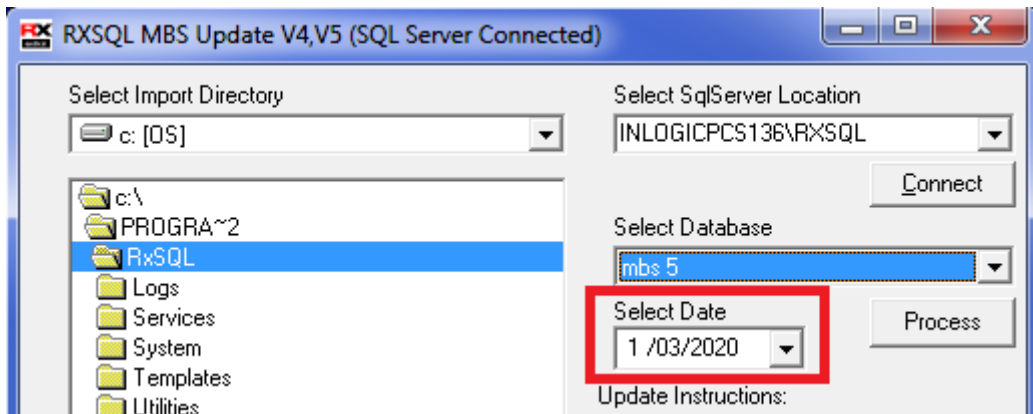 RX RXSQL MBS Update V4,V5 (SQL Server Connected)
Select Import Directory
c: [OS]
c:\
PROGRA~2
RxSQL
Logs
Services
System
Templates
Utilities
Select SqlServer Location
INLOGICPCS136\RXSQL
Connect
Select Database
mbs 5
Select Date
1 /03/2020
Process
Update Instructions: